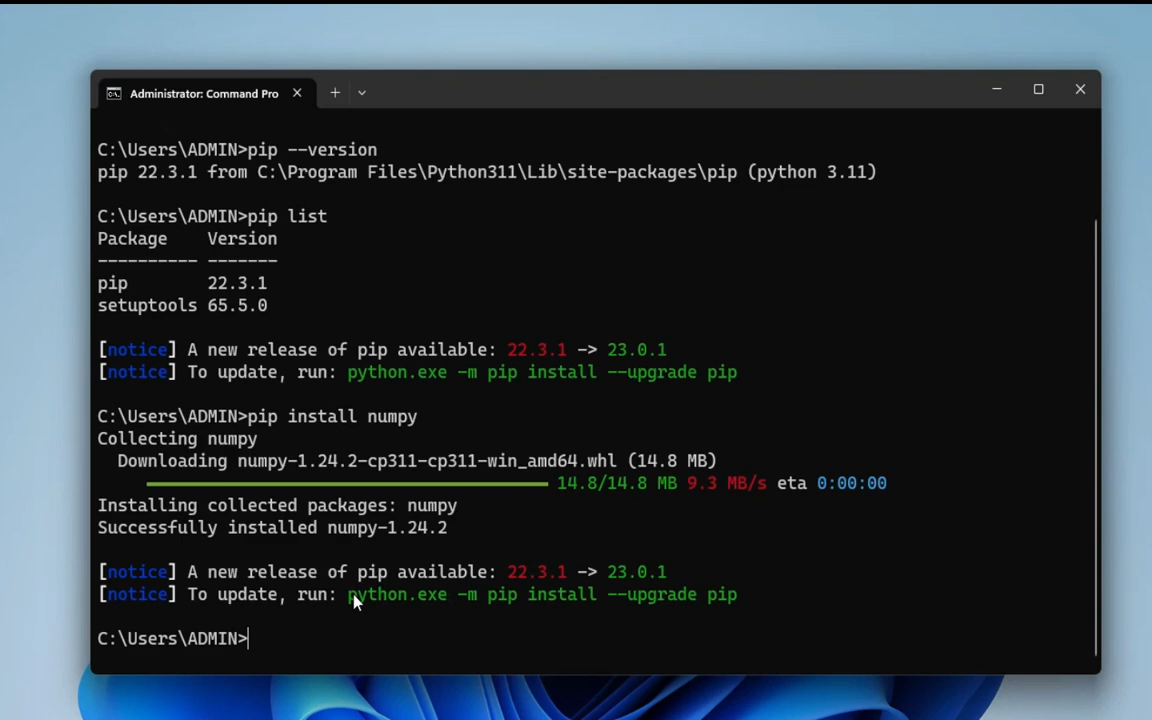 Administrator: Command Pro
C:\Users\ADMIN>pip --version
pip 22.3.1 from C:\Program Files\Python311\Lib\site-packages\pip (python 3.11)
C:\Users\ADMIN>pip list
Package    Version
---------- -------
pip        22.3.1
setuptools 65.5.0
[notice] A new release of pip available: 22.3.1 -> 23.0.1
[notice] To update, run: python.exe -m pip install --upgrade pip
C:\Users\ADMIN>pip install numpy
Collecting numpy
  Downloading numpy-1.24.2-cp311-cp311-win_amd64.whl (14.8 MB)
14.8/14.8 MB 9.3 MB/s eta 0:00:00
Installing collected packages: numpy
Successfully installed numpy-1.24.2
[notice] A new release of pip available: 22.3.1 -> 23.0.1
[notice] To update, run: python.exe -m pip install --upgrade pip
C:\Users\ADMIN>